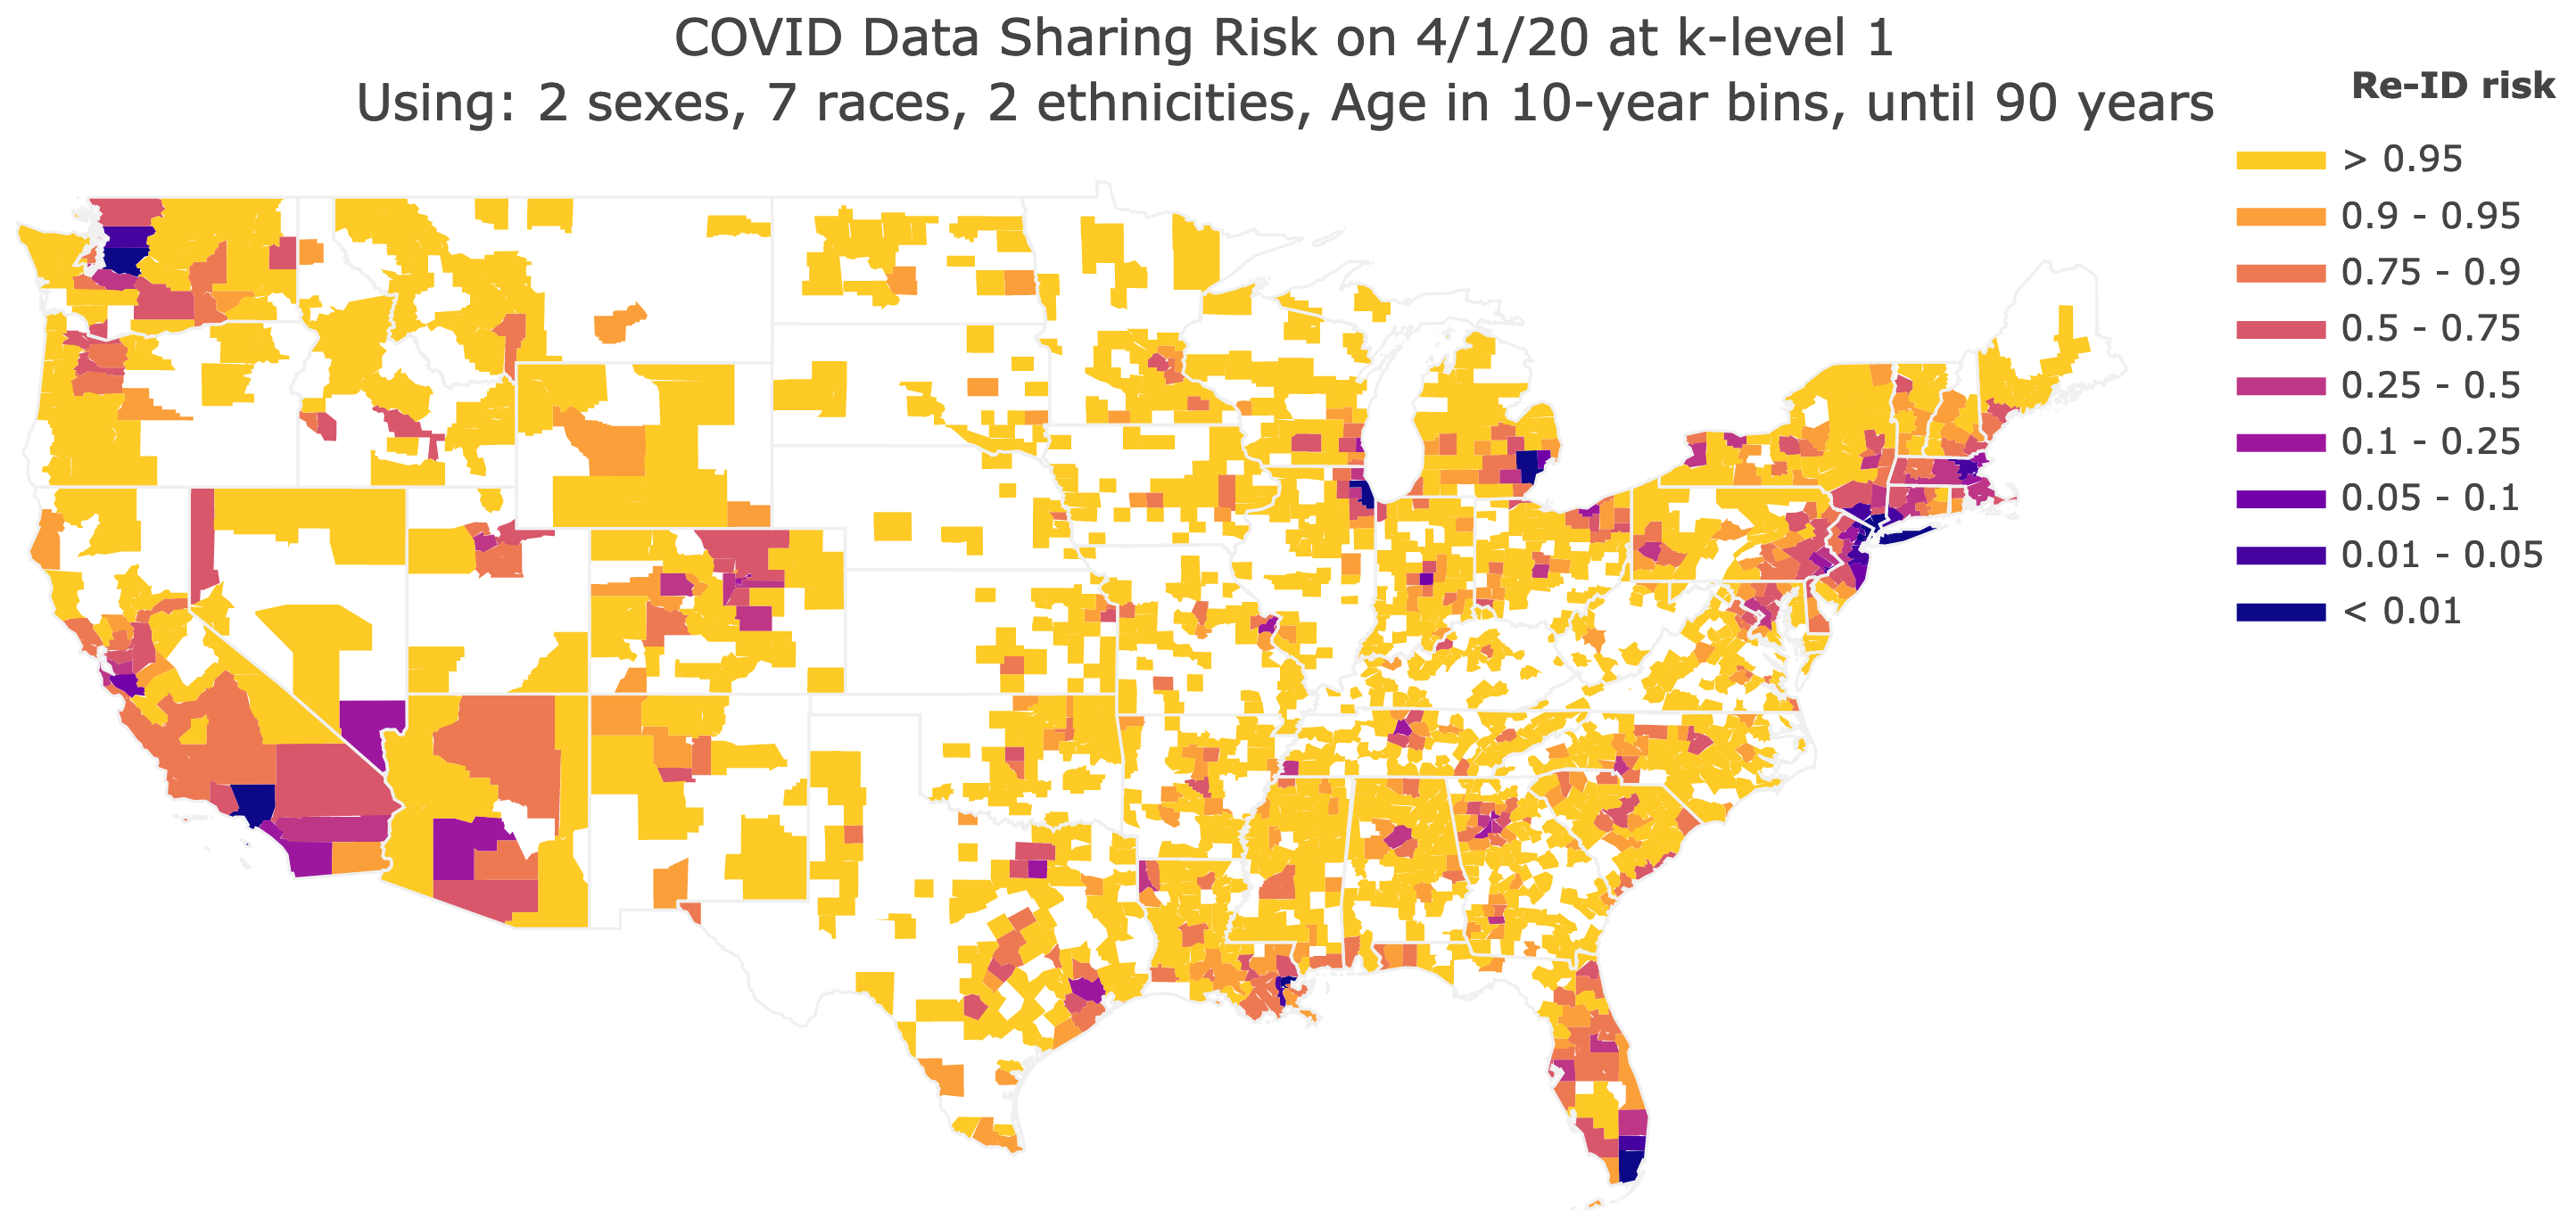 COVID Data Sharing Risk on 4/1/20 at k-level 1
Using: 2 sexes, 7 races, 2 ethnicities, Age in 10-year bins, until 90 years
Re-ID risk
> 0.95
0.9 - 0.95
0.75 - 0.9
0.5 - 0.75
0.25 - 0.5
0.1 - 0.25
0.05 - 0.1
0.01 - 0.05
< 0.01